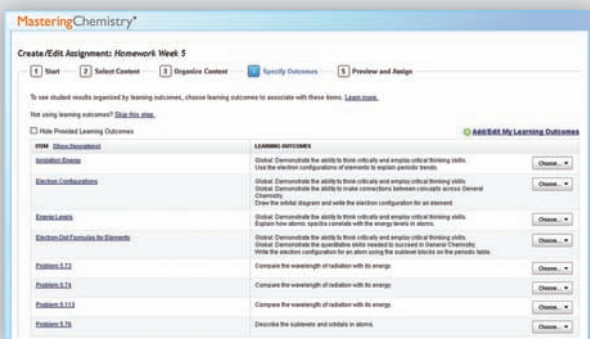 MasteringChemistry®
Create/Edit Assignment: Homework Week 5
1 Start 2 Select Content 3 Organize Content 4 Specify Outcomes 5 Preview and Assign
To see student results organized by learning outcomes, choose learning outcomes to associate with these items. Learn more.
Not using learning outcomes? Skip this step.
Hide Provided Learning Outcomes
Add/Edit My Learning Outcomes
ITEM (Show Descriptions) LEARNING OUTCOMES
Ionization Energy Global: Demonstrate the ability to think critically and employ critical thinking skills. Choose...
Use the electron configurations of elements to explain periodic trends.
Electron Configurations Global: Demonstrate the ability to think critically and employ critical thinking skills. Choose...
Global: Demonstrate the ability to make connections between concepts across General
Chemistry.
Draw the orbital diagram and write the electron configuration for an element.
Energy Levels Global: Demonstrate the ability to think critically and employ critical thinking skills. Choose...
Explain how atomic spectra correlate with the energy levels in atoms.
Electron-Dot Formulas for Elements Global: Demonstrate the ability to think critically and employ critical thinking skills. Choose...
Global: Demonstrate the quantitative skills needed to succeed in General Chemistry.
Write the electron configuration for an atom using the sublevel blocks on the periodic table.
Problem 5.73 Compare the wavelength of radiation with its energy. Choose...
Problem 5.74 Compare the wavelength of radiation with its energy. Choose...
Problem 5.113 Compare the wavelength of radiation with its energy. Choose...
Problem 5.76 Describe the sublevels and orbitals in atoms. Choose...